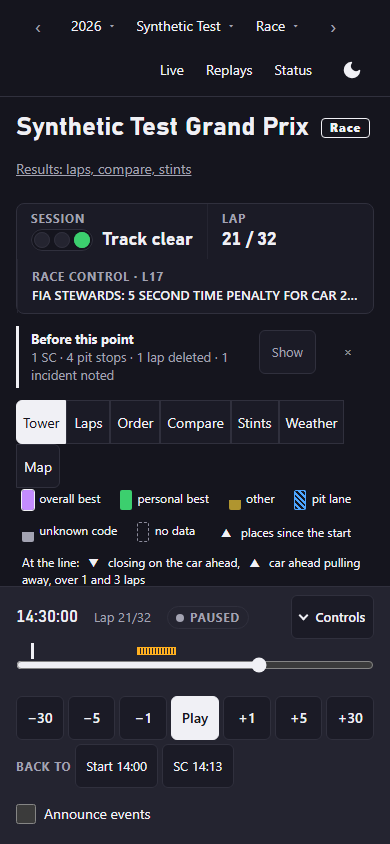 ‹ 2026 Synthetic Test Race ›
Live Replays Status
Synthetic Test Grand Prix Race
Results: laps, compare, stints
SESSION LAP
Track clear 21 / 32
RACE CONTROL · L17
FIA STEWARDS: 5 SECOND TIME PENALTY FOR CAR 2...
Before this point
1 SC · 4 pit stops · 1 lap deleted · 1
incident noted
Show ×
Tower Laps Order Compare Stints Weather
Map
overall best personal best other pit lane
unknown code no data ▲ places since the start
At the line: ▼ closing on the car ahead, ▲ car ahead pulling
away, over 1 and 3 laps
14:30:00 Lap 21/32 PAUSED Controls
−30 −5 −1 Play +1 +5 +30
BACK TO Start 14:00 SC 14:13
Announce events